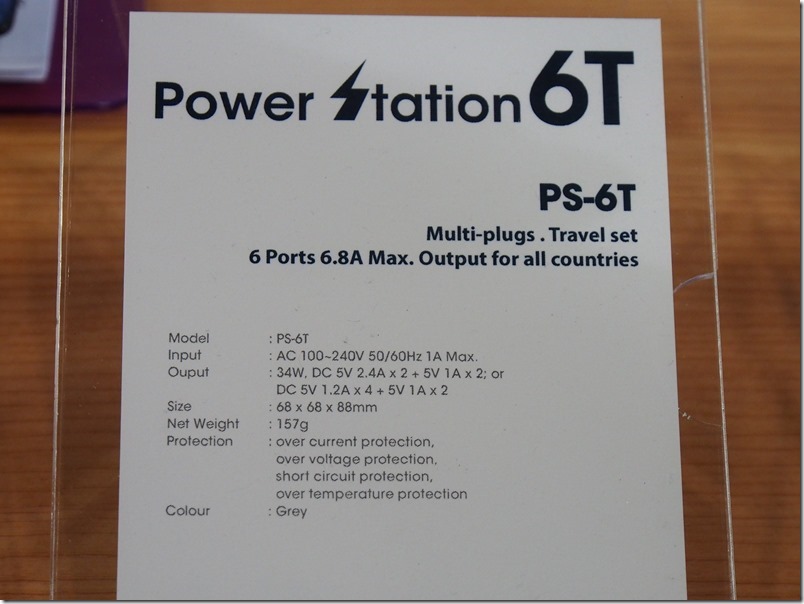 Power Station 6T
PS-6T
Multi-plugs . Travel set
6 Ports 6.8A Max. Output for all countries
Model : PS-6T
Input : AC 100~240V 50/60Hz 1A Max.
Ouput : 34W, DC 5V 2.4A x 2 + 5V 1A x 2; or
DC 5V 1.2A x 4 + 5V 1A x 2
Size : 68 x 68 x 88mm
Net Weight : 157g
Protection : over current protection,
over voltage protection,
short circuit protection,
over temperature protection
Colour : Grey